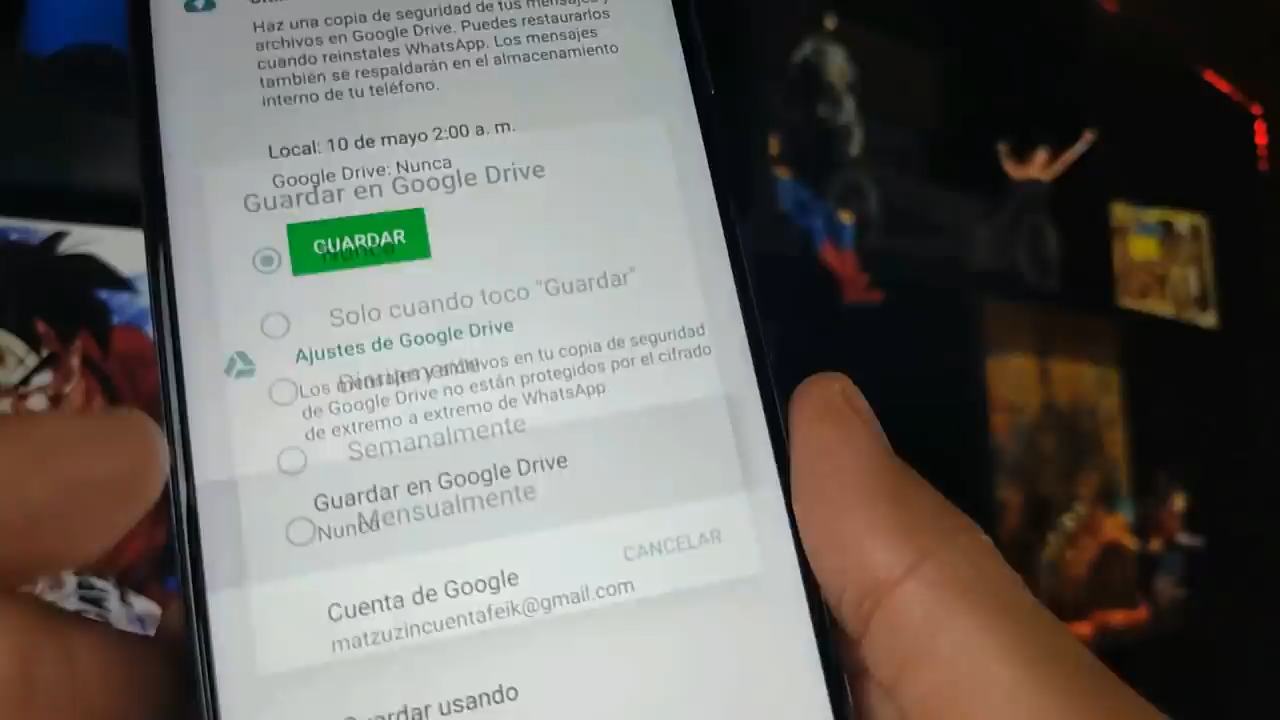 Haz una copia de seguridad de tus mensajes y
archivos en Google Drive. Puedes restaurarlos
cuando reinstales WhatsApp. Los mensajes
también se respaldarán en el almacenamiento
interno de tu teléfono.
Local: 10 de mayo 2:00 a. m.
Google Drive: Nunca
Guardar en Google Drive
GUARDAR
Nunca
Solo cuando toco "Guardar"
Ajustes de Google Drive
Los mensajes y archivos en tu copia de seguridad
Diariamente
de Google Drive no están protegidos por el cifrado
de extremo a extremo de WhatsApp
Semanalmente
Guardar en Google Drive
Nunca
Mensualmente
CANCELAR
Cuenta de Google
matzuzincuentafeik@gmail.com
Guardar usando